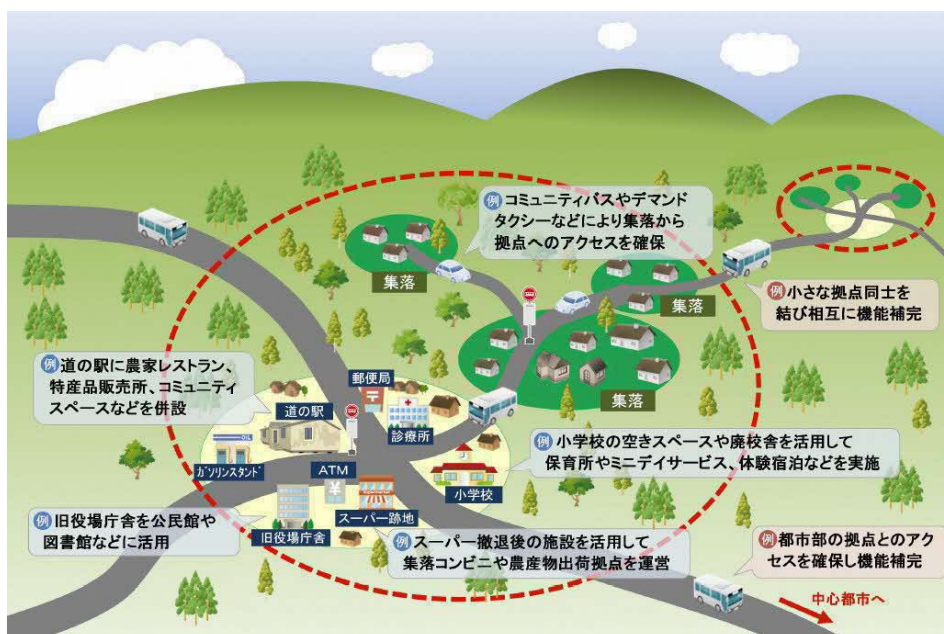 例 コミュニティバスやデマンド
タクシーなどにより集落から
拠点へのアクセスを確保
集落
集落
集落
例 小さな拠点同士を
結び相互に機能補完
例 道の駅に農家レストラン、
特産品販売所、コミュニティ
スペースなどを併設
郵便局
道の駅
診療所
OIL
ガソリンスタンド
ATM
小学校
例 小学校の空きスペースや廃校舎を活用して
保育所やミニデイサービス、体験宿泊などを実施
スーパー跡地
旧役場庁舎
例 旧役場庁舎を公民館や
図書館などに活用
例 スーパー撤退後の施設を活用して
集落コンビニや農産物出荷拠点を運営
例 都市部の拠点とのアク
セスを確保し機能補完
中心都市へ